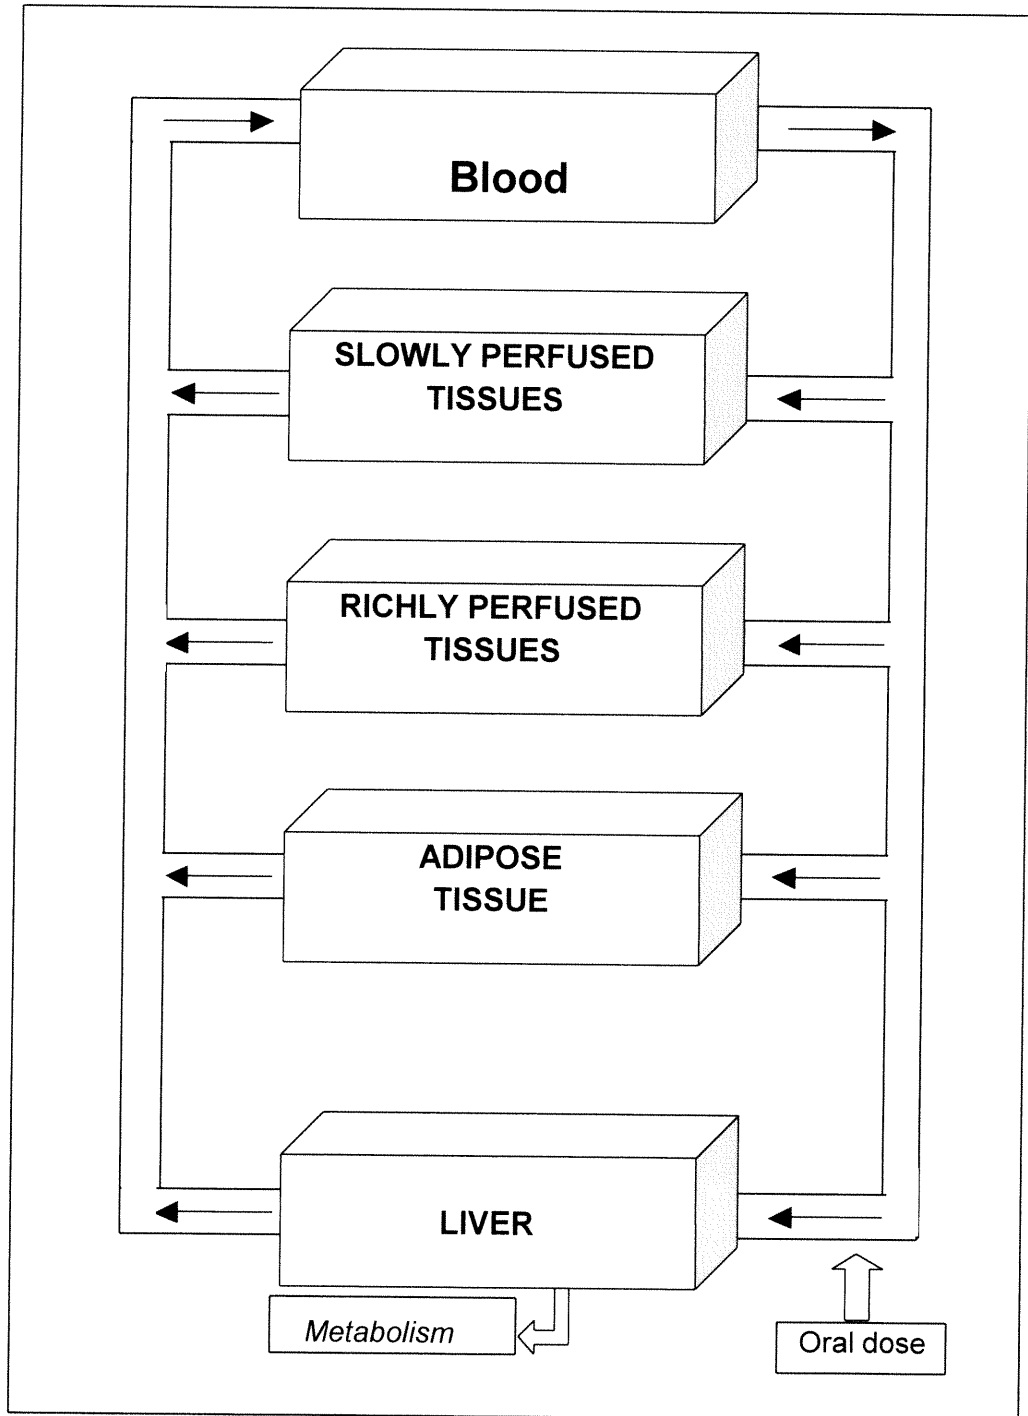 Blood
SLOWLY PERFUSED
TISSUES
RICHLY PERFUSED
TISSUES
ADIPOSE
TISSUE
LIVER
Metabolism
Oral dose